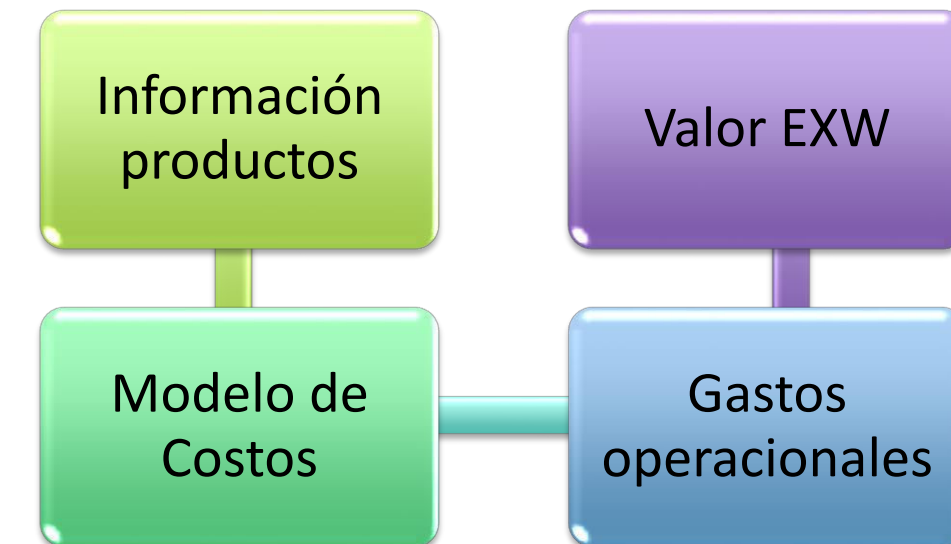 Información
productos
Valor EXW
Modelo de
Costos
Gastos
operacionales